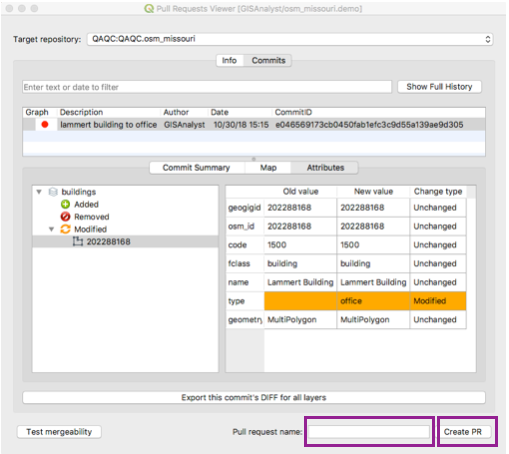 Pull Requests Viewer [GISAnalyst/osm_missouri.demo]
Target repository: QAQC:QAQC.osm_missouri
Info Commits
Enter text or date to filter Show Full History
Graph Description Author Date CommitID
lammert building to office GISAnalyst 10/30/18 15:15 e046569173cb0450fab1efc3c9d55a139ae9d305
Commit Summary Map Attributes
buildings
Added
Removed
Modified
202288168
Old value New value Change type
geogigid 202288168 202288168 Unchanged
osm_id 202288168 202288168 Unchanged
code 1500 1500 Unchanged
fclass building building Unchanged
name Lammert Building Lammert Building Unchanged
type office Modified
geometry MultiPolygon MultiPolygon Unchanged
Export this commit's DIFF for all layers
Test mergeability Pull request name: Create PR